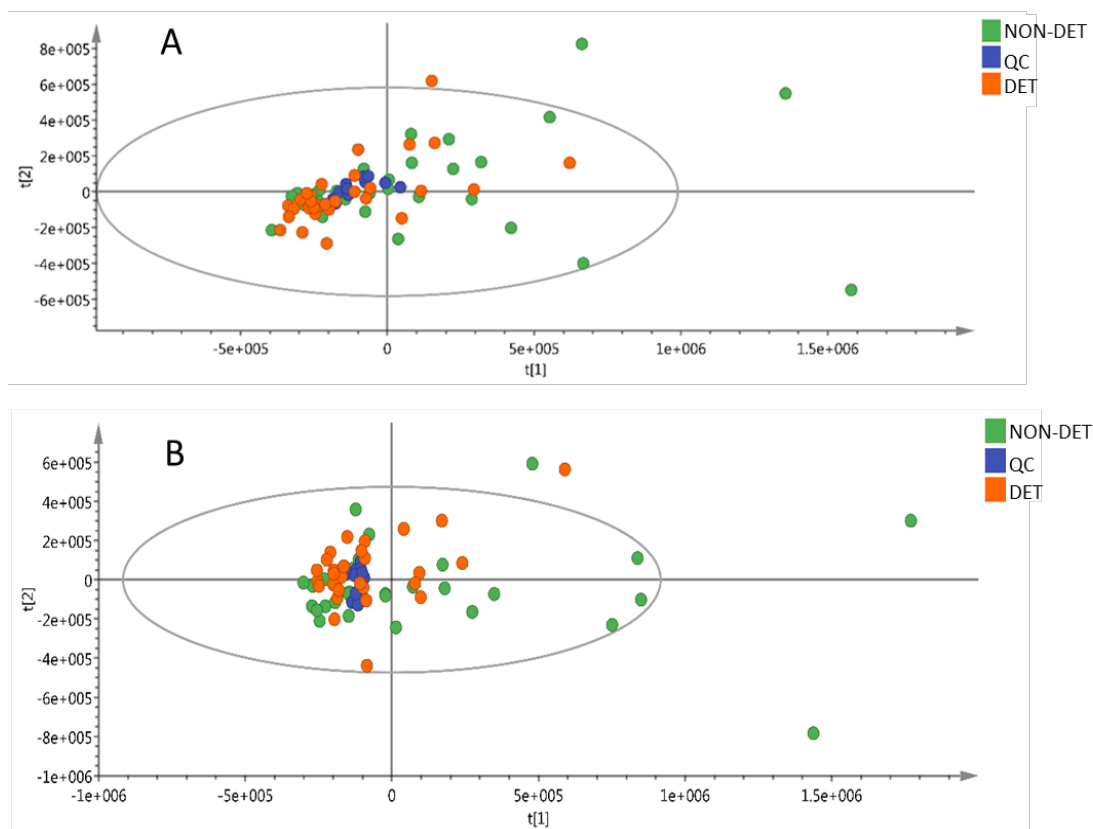 A
NON-DET
QC
DET
8e+005
6e+005
4e+005
2e+005
0
-2e+005
-4e+005
-6e+005
t[2]
-5e+005 0 5e+005 1e+006 1.5e+006
t[1]
B
NON-DET
QC
DET
6e+005
4e+005
2e+005
0
-2e+005
-4e+005
-6e+005
-8e+005
-1e+006
t[2]
-1e+006 -5e+005 0 5e+005 1e+006 1.5e+006
t[1]